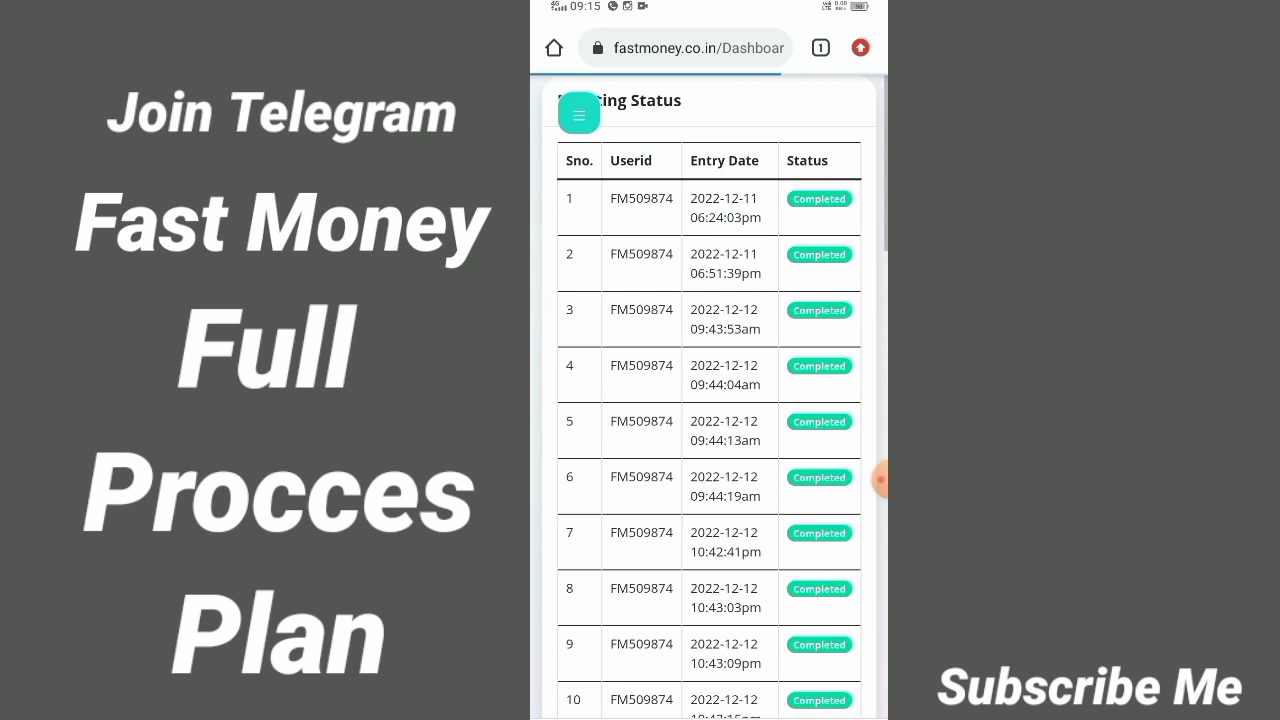 Join Telegram
Fast Money
Full
Procces
Plan
4G 09:15 90
fastmoney.co.in/Dashboar 1
ing Status
Sno. Userid Entry Date Status
1 FM509874 2022-12-11 06:24:03pm Completed
2 FM509874 2022-12-11 06:51:39pm Completed
3 FM509874 2022-12-12 09:43:53am Completed
4 FM509874 2022-12-12 09:44:04am Completed
5 FM509874 2022-12-12 09:44:13am Completed
6 FM509874 2022-12-12 09:44:19am Completed
7 FM509874 2022-12-12 10:42:41pm Completed
8 FM509874 2022-12-12 10:43:03pm Completed
9 FM509874 2022-12-12 10:43:09pm Completed
10 FM509874 2022-12-12 Completed
Subscribe Me